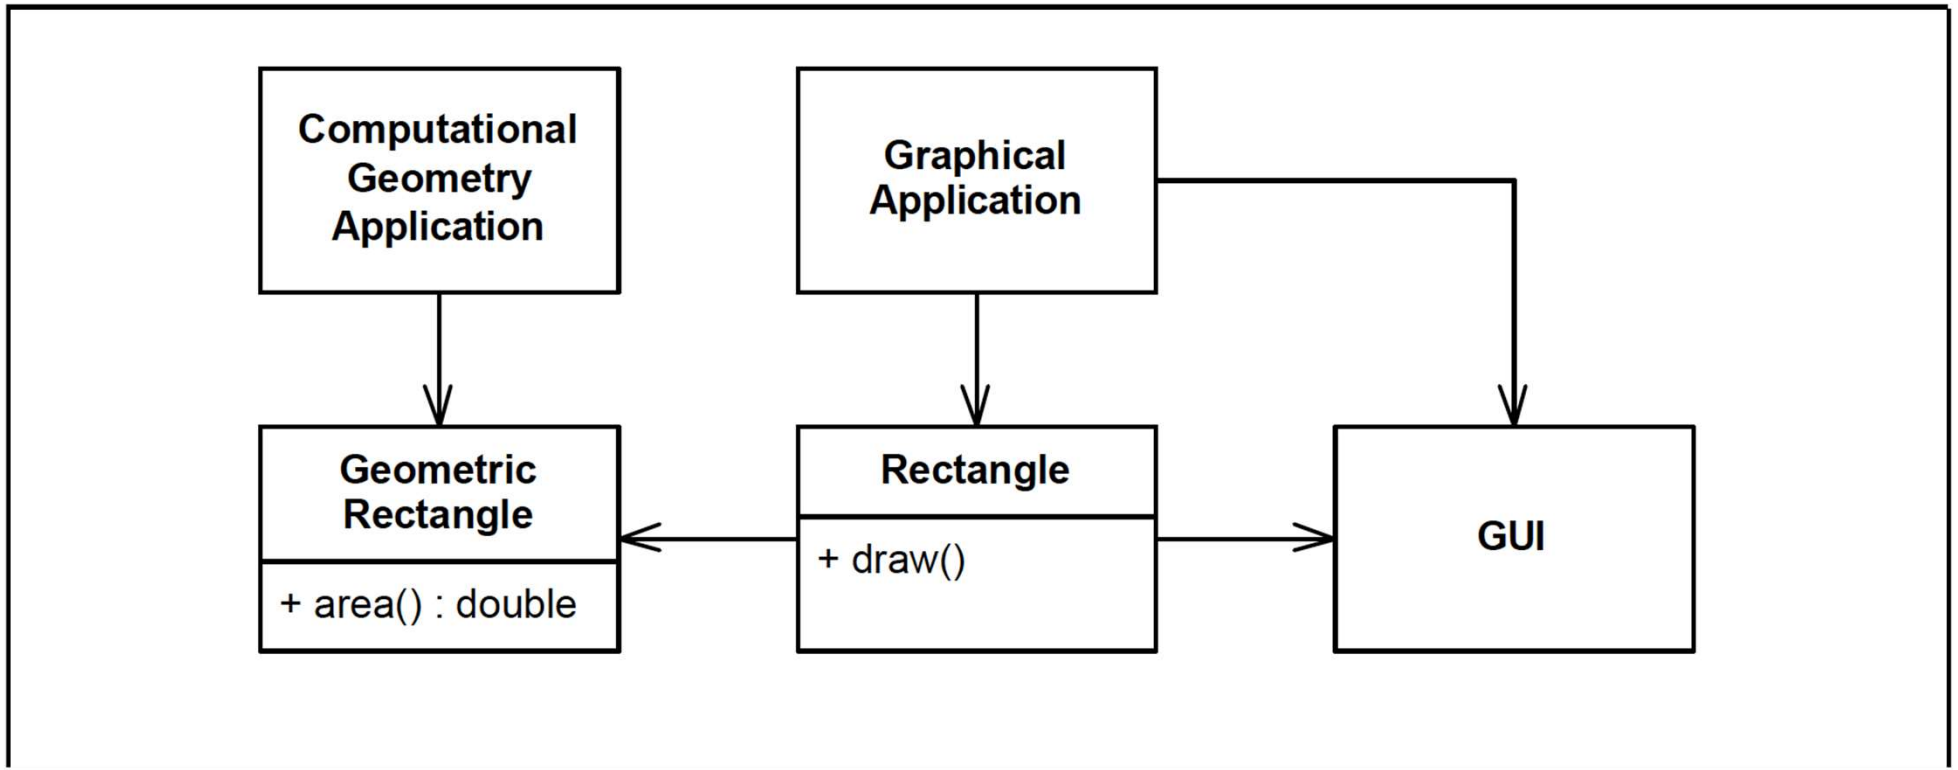 Computational
Geometry
Application
Graphical
Application
Geometric
Rectangle
+ area() : double
Rectangle
+ draw()
GUI